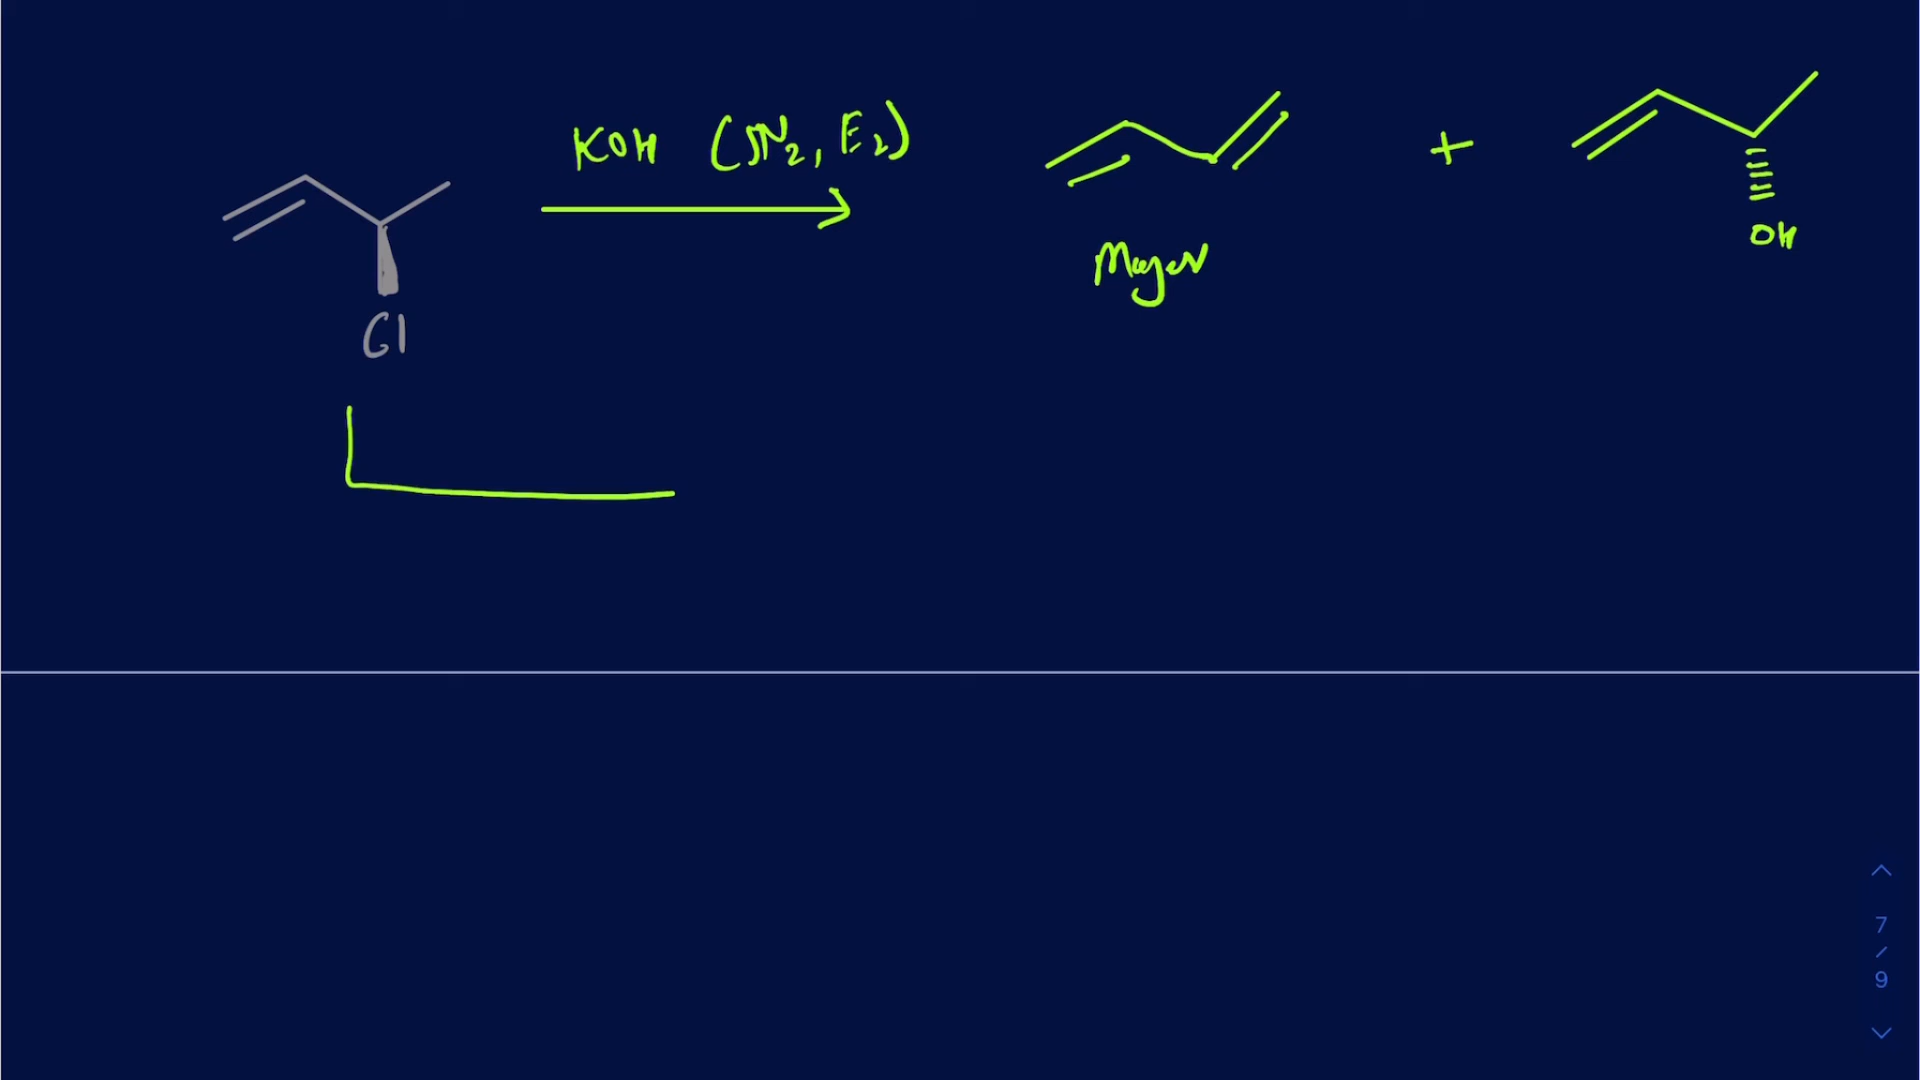 KOH (SN2, E2)
+
OH
Cl
Major
7
/
9